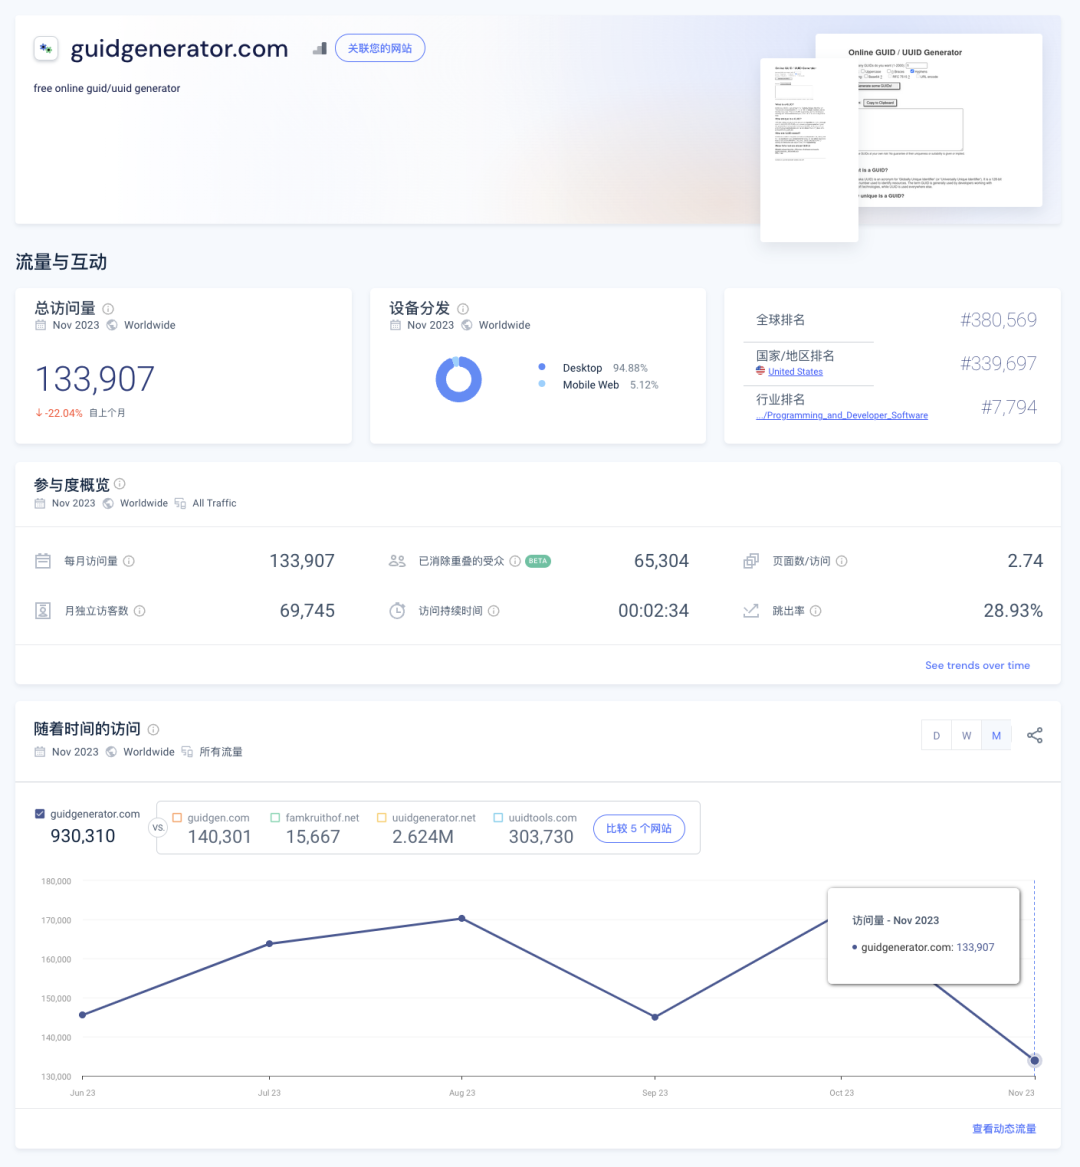 guidgenerator.com
关联您的网站
free online guid/uuid generator
Online GUID / UUID Generator
Copy to Clipboard
流量与互动
总访问量
Nov 2023 Worldwide
133,907
-22.04% 自上个月
设备分发
Nov 2023 Worldwide
Desktop 94.88%
Mobile Web 5.12%
全球排名 #380,569
国家/地区排名 #339,697
United States
行业排名 #7,794
.../Programming_and_Developer_Software
参与度概览
Nov 2023 Worldwide All Traffic
每月访问量 133,907
已消除重叠的受众 BETA 65,304
页面数/访问 2.74
月独立访客数 69,745
访问持续时间 00:02:34
跳出率 28.93%
See trends over time
随着时间的访问
Nov 2023 Worldwide 所有流量
D W M
guidgenerator.com
930,310
VS.
guidgen.com
140,301
famkruithof.net
15,667
uuidgenerator.net
2.624M
uuidtools.com
303,730
比较 5 个网站
180,000
170,000
160,000
150,000
140,000
130,000
访问量 - Nov 2023
guidgenerator.com: 133,907
Jun 23 Jul 23 Aug 23 Sep 23 Oct 23 Nov 23
查看动态流量